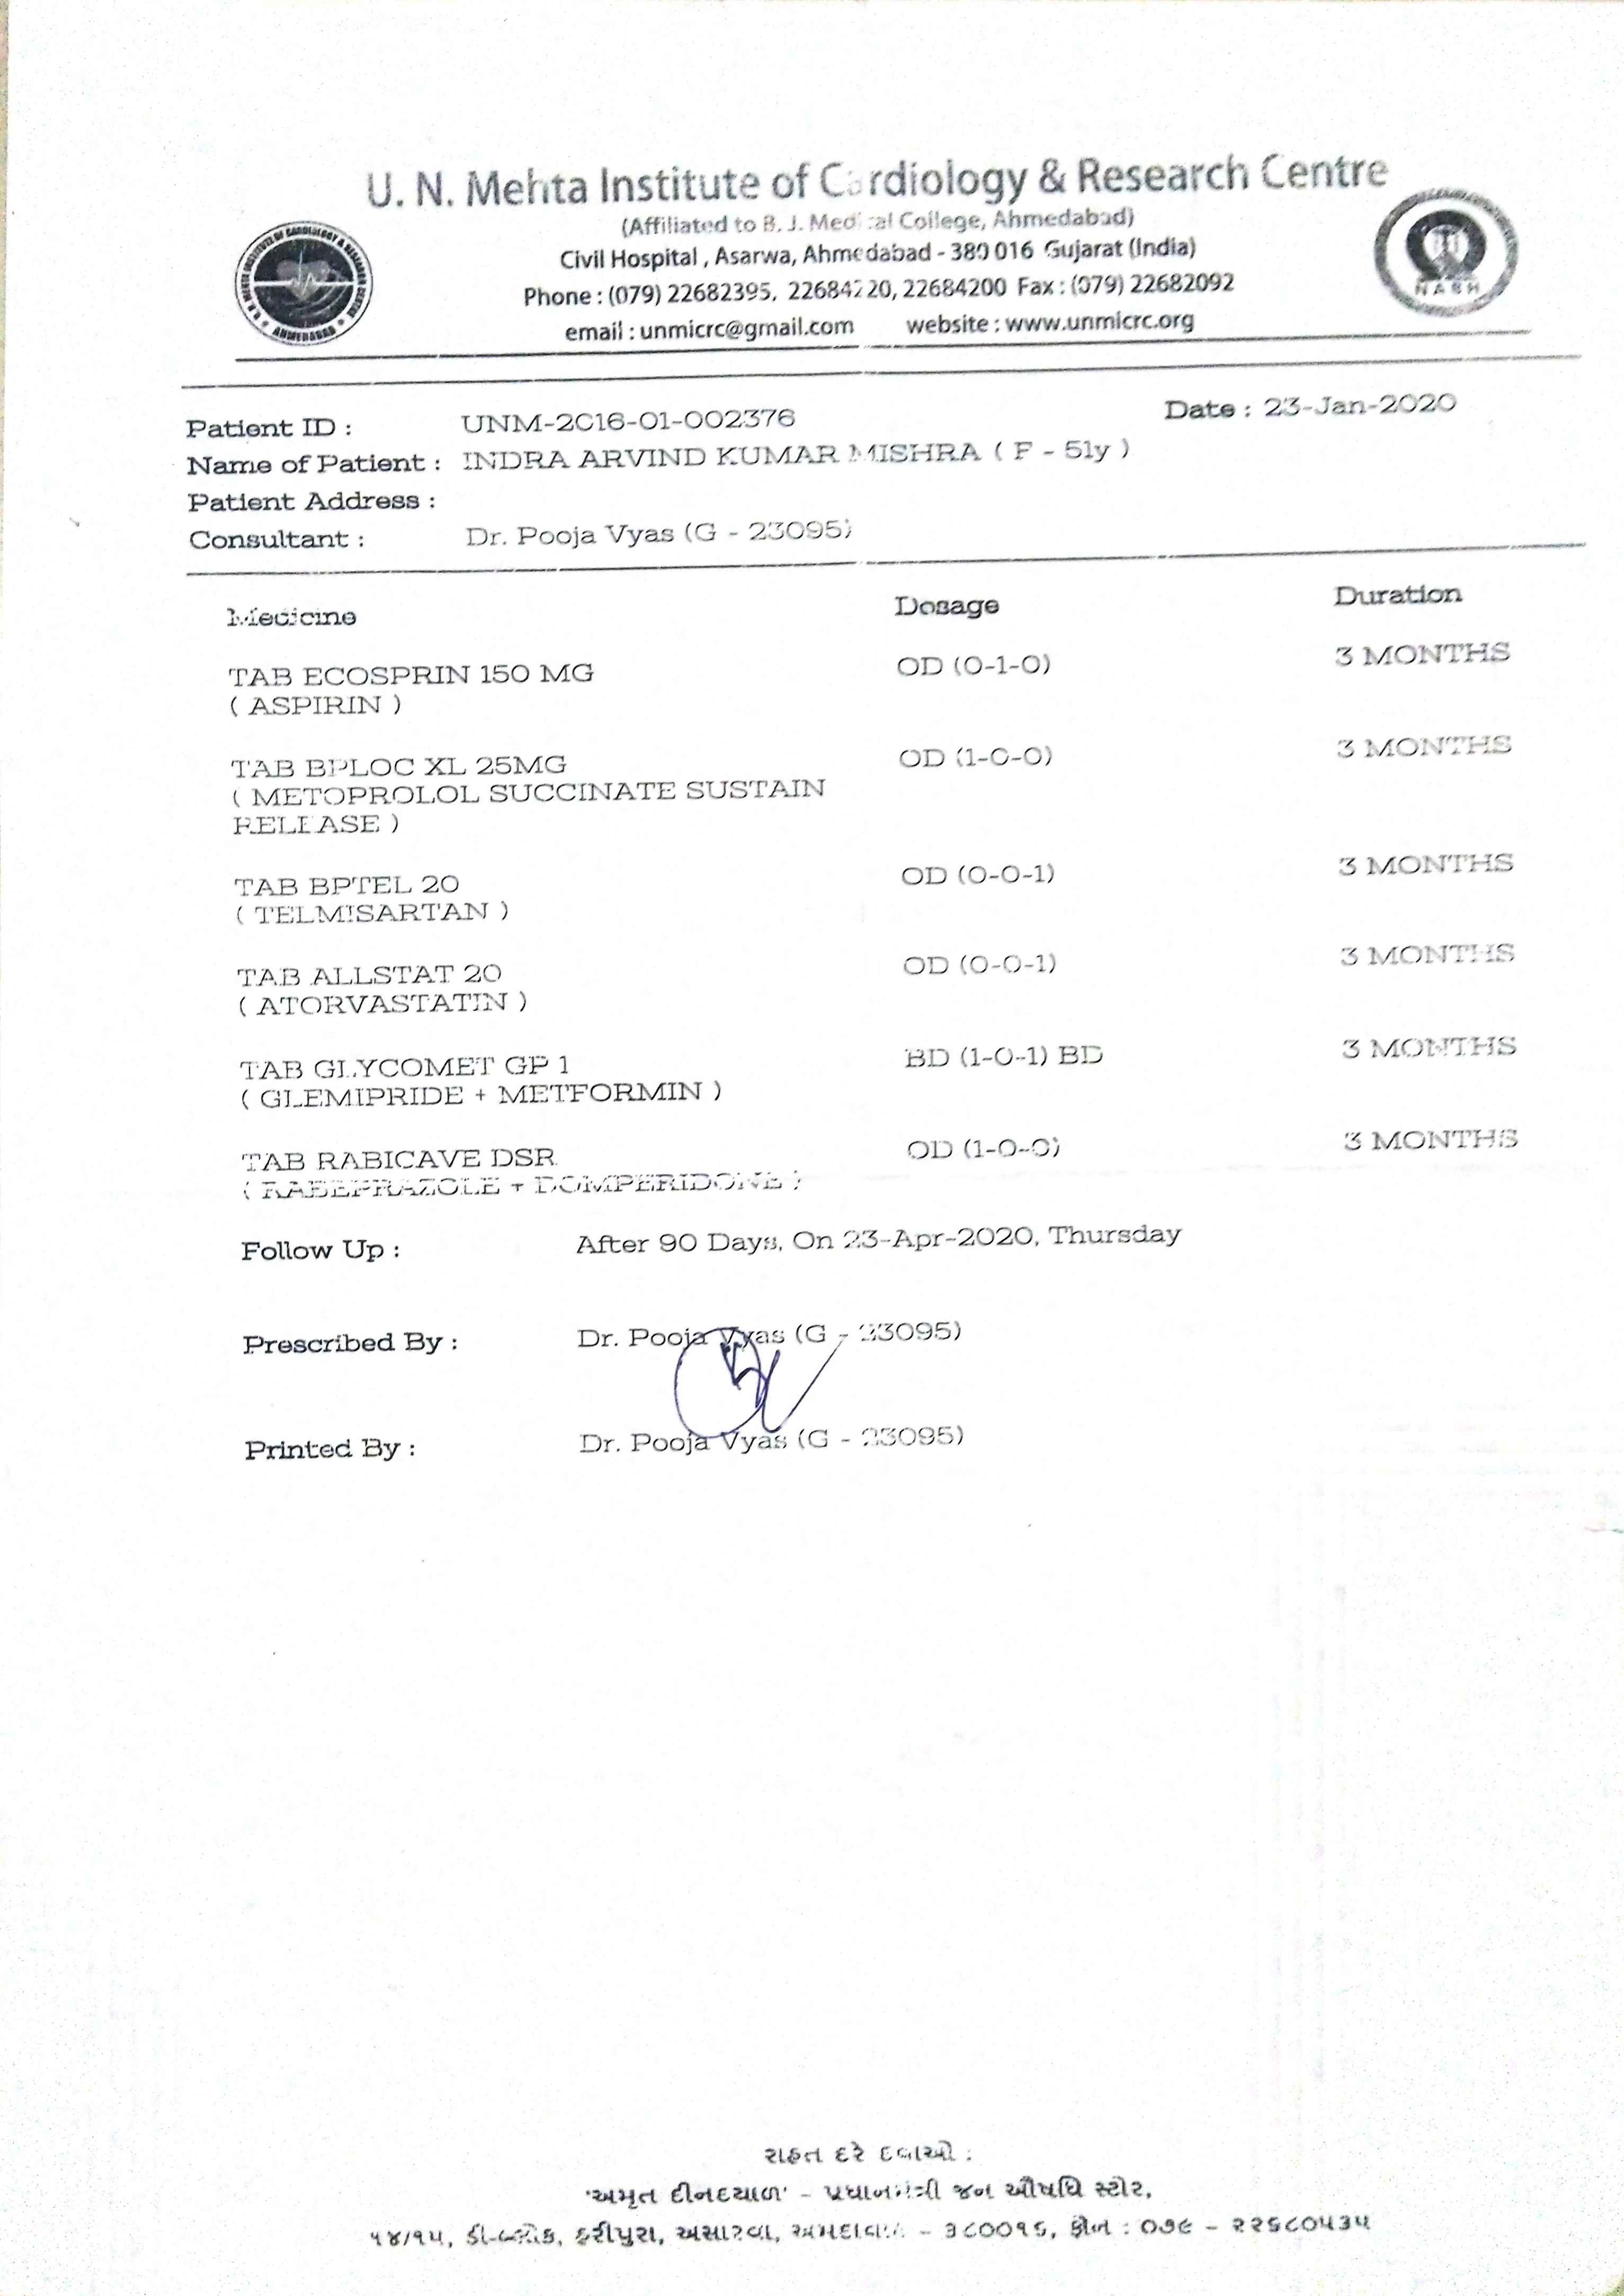 U. N. Mehta Institute of Cardiology & Research Centre
(Affiliated to B. J. Medical College, Ahmedabad)
Civil Hospital , Asarwa, Ahmedabad - 380 016 Gujarat (India)
Phone : (079) 22682395, 22684220, 22684200 Fax : (079) 22682092
email : unmicrc@gmail.com website : www.unmicrc.org
AHMEDABAD
NABH
Patient ID : UNM-2016-01-002376 Date : 23-Jan-2020
Name of Patient : INDRA ARVIND KUMAR MISHRA ( F - 51y )
Patient Address :
Consultant : Dr. Pooja Vyas (G - 23095)
Medicine Dosage Duration
TAB ECOSPRIN 150 MG OD (0-1-0) 3 MONTHS
( ASPIRIN )
TAB BPLOC XL 25MG OD (1-0-0) 3 MONTHS
( METOPROLOL SUCCINATE SUSTAIN
RELEASE )
TAB BPTEL 20 OD (0-0-1) 3 MONTHS
( TELMISARTAN )
TAB ALLSTAT 20 OD (0-0-1) 3 MONTHS
( ATORVASTATIN )
TAB GLYCOMET GP 1 BD (1-0-1) BD 3 MONTHS
( GLEMIPRIDE + METFORMIN )
TAB RABICAVE DSR OD (1-0-0) 3 MONTHS
( RABEPRAZOLE + DOMPERIDONE )
Follow Up : After 90 Days, On 23-Apr-2020, Thursday
Prescribed By : Dr. Pooja Vyas (G - 23095)
Printed By : Dr. Pooja Vyas (G - 23095)
રાહત દરે દવાઓ :
'અમૃત દીનદયાળ' - પ્રધાનમંત્રી જન ઔષધિ સ્ટોર,
૧૪/૧૫, ડી-બ્લોક, હરીપુરા, અસારવા, અમદાવાદ - ૩૮૦૦૧૬, ફોન : ૦૭૯ - ૨૨૬૮૦૫૩૫